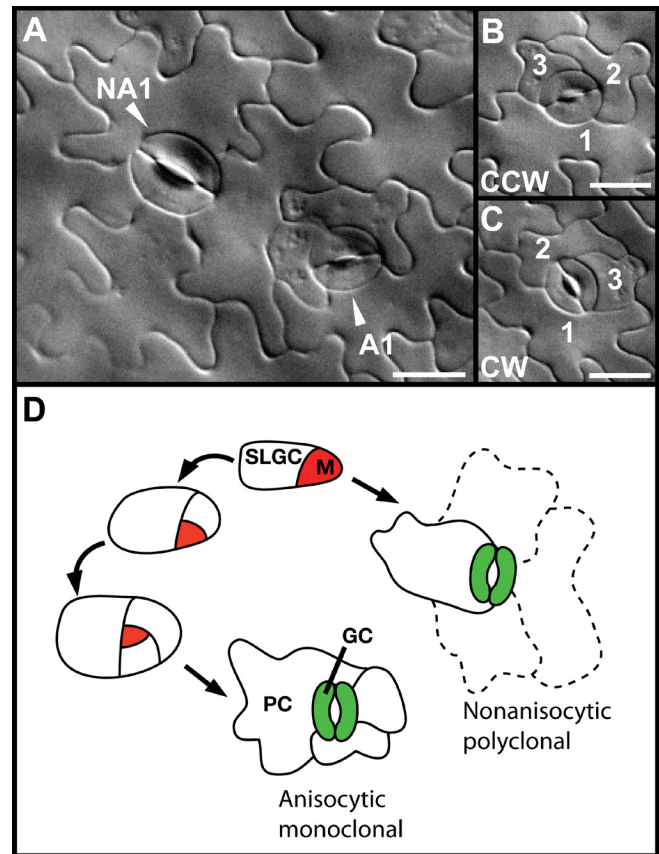 A
NA1
A1
B
3
2
1
CCW
C
2
3
1
CW
D
SLGC
M
GC
PC
Anisocytic
monoclonal
Nonanisocytic
polyclonal